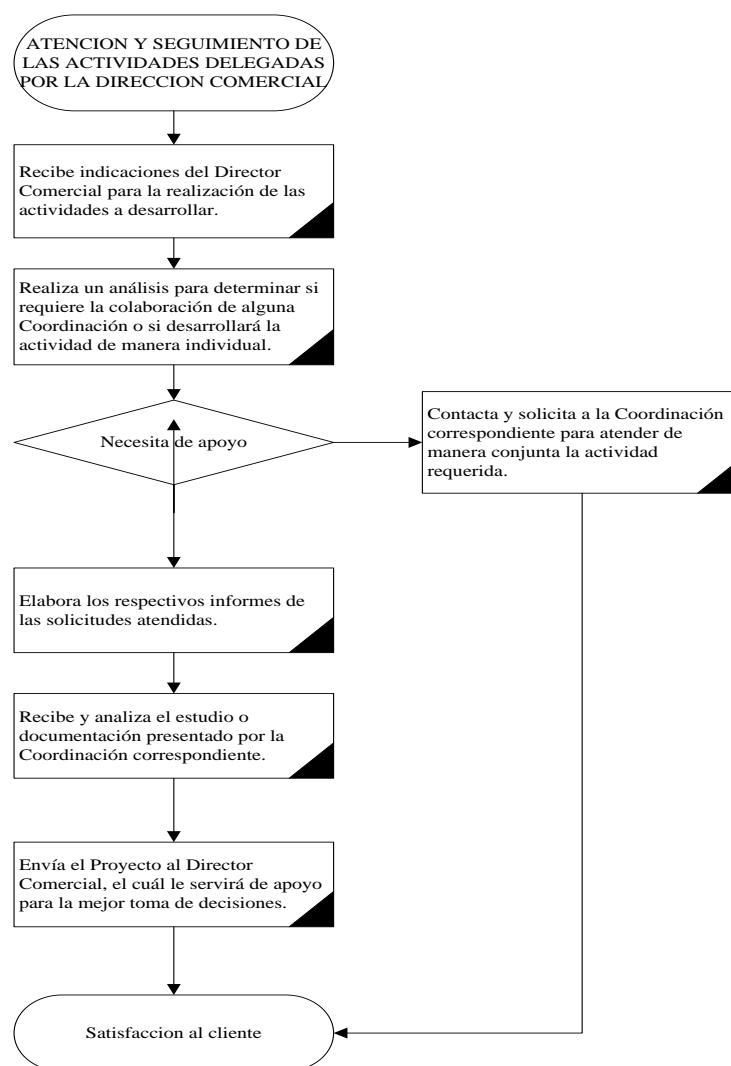 ATENCION Y SEGUIMIENTO DE
LAS ACTIVIDADES DELEGADAS
POR LA DIRECCION COMERCIAL
Recibe indicaciones del Director
Comercial para la realización de las
actividades a desarrollar.
Realiza un análisis para determinar si
requiere la colaboración de alguna
Coordinación o si desarrollará la
actividad de manera individual.
Necesita de apoyo
Contacta y solicita a la Coordinación
correspondiente para atender de
manera conjunta la actividad
requerida.
Elabora los respectivos informes de
las solicitudes atendidas.
Recibe y analiza el estudio o
documentación presentado por la
Coordinación correspondiente.
Envía el Proyecto al Director
Comercial, el cuál le servirá de apoyo
para la mejor toma de decisiones.
Satisfaccion al cliente